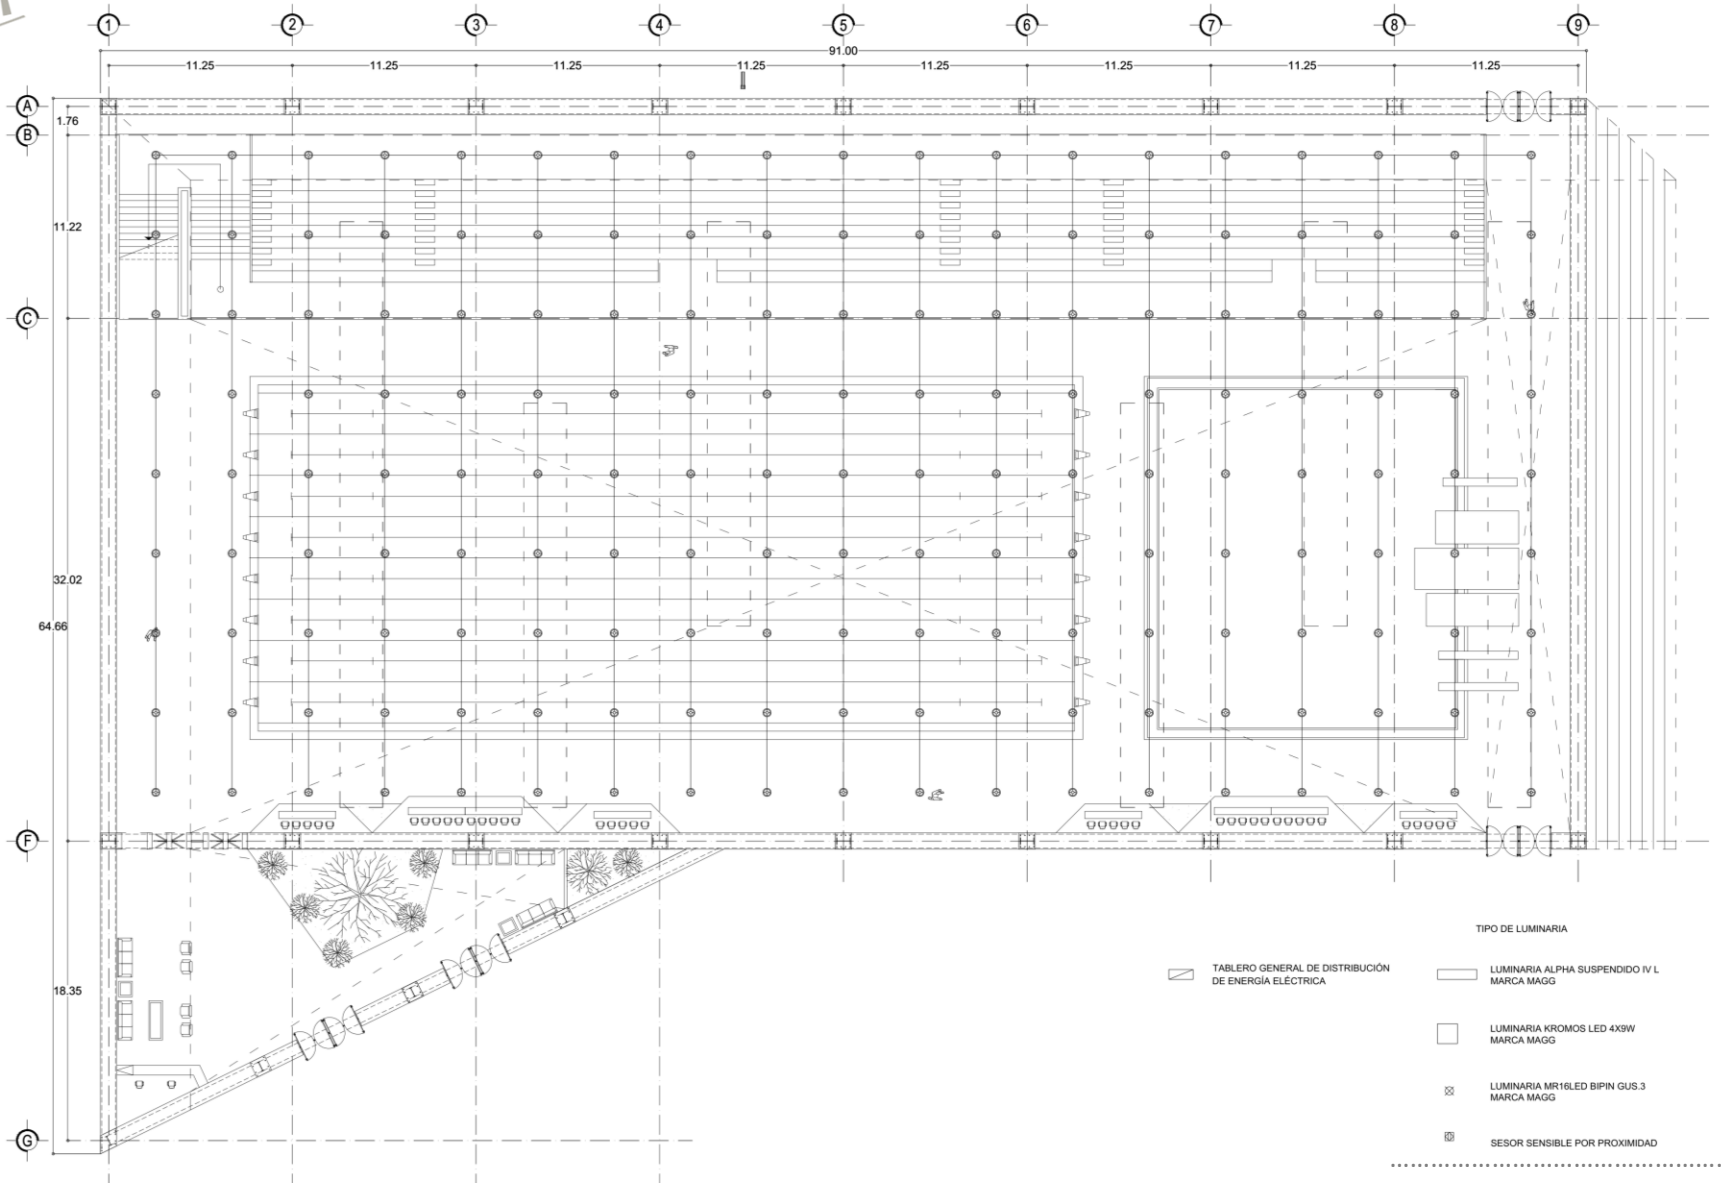 1 2 3 4 5 6 7 8 9
91.00
11.25 11.25 11.25 11.25 11.25 11.25 11.25 11.25
A
1.76
B
11.22
C
32.02
64.66
F
18.35
G
TIPO DE LUMINARIA
TABLERO GENERAL DE DISTRIBUCIÓN
DE ENERGÍA ELÉCTRICA
LUMINARIA ALPHA SUSPENDIDO IV L
MARCA MAGG
LUMINARIA KROMOS LED 4X9W
MARCA MAGG
LUMINARIA MR16LED BIPIN GUS.3
MARCA MAGG
SESOR SENSIBLE POR PROXIMIDAD